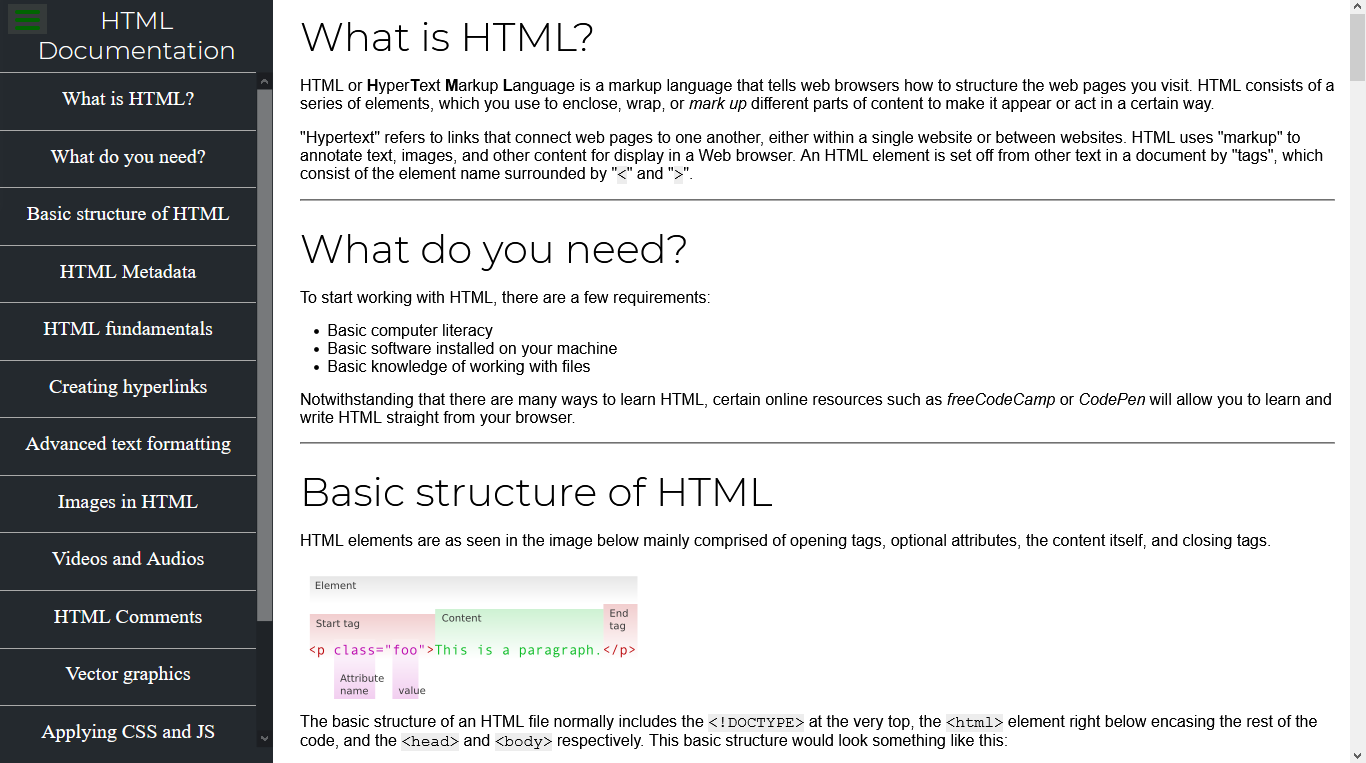 HTML
Documentation
What is HTML?
What do you need?
Basic structure of HTML
HTML Metadata
HTML fundamentals
Creating hyperlinks
Advanced text formatting
Images in HTML
Videos and Audios
HTML Comments
Vector graphics
Applying CSS and JS
What is HTML?
HTML or HyperText Markup Language is a markup language that tells web browsers how to structure the web pages you visit. HTML consists of a
series of elements, which you use to enclose, wrap, or mark up different parts of content to make it appear or act in a certain way.
"Hypertext" refers to links that connect web pages to one another, either within a single website or between websites. HTML uses "markup" to
annotate text, images, and other content for display in a Web browser. An HTML element is set off from other text in a document by "tags", which
consist of the element name surrounded by "<" and ">".
What do you need?
To start working with HTML, there are a few requirements:
• Basic computer literacy
• Basic software installed on your machine
• Basic knowledge of working with files
Notwithstanding that there are many ways to learn HTML, certain online resources such as freeCodeCamp or CodePen will allow you to learn and
write HTML straight from your browser.
Basic structure of HTML
HTML elements are as seen in the image below mainly comprised of opening tags, optional attributes, the content itself, and closing tags.
Element
Start tag
Content
End
tag
<p class="foo">This is a paragraph.</p>
Attribute
name
value
The basic structure of an HTML file normally includes the <!DOCTYPE> at the very top, the <html> element right below encasing the rest of the
code, and the <head> and <body> respectively. This basic structure would look something like this: